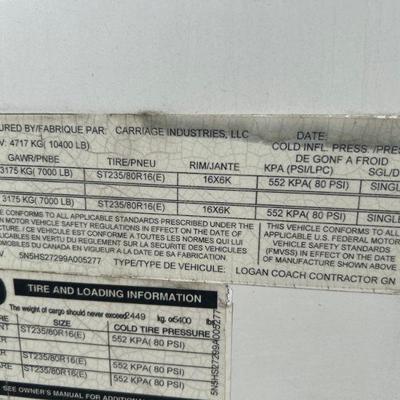 URED BY/FABRIQUE PAR: CARRIAGE INDUSTRIES, LLC DATE:
V: 4717 KG( 10400 LB) COLD INFL. PRESS. /PRES
GAWR/PNBE TIRE/PNEU RIM/JANTE KPA (PSI/LPC) SGL/D
DE GONF A FROID
3175 KG( 7000 LB) ST235/80R16(E) 16X6K 552 KPA( 80 PSI) SINGLE
3175 KG( 7000 LB) ST235/80R16(E) 16X6K 552 KPA( 80 PSI) SINGLE
TO ALL APPLICABLE STANDARDS PRESCRIBED UNDER THE
N MOTOR VEHICLE SAFETY REGULATIONS IN EFFECT ON THE DATE OF
CTURE / CE VEHICULE EST CONFORME A TOUTES LES NORMES QUI LUI
CABLES EN VERTU DU REGLEMENT SUR LA SECURITE DES VEHICULES
OMOBILES DU CANADA EN VIGUEUR A LA DATE DE SA FABRICATION.
THIS VEHICLE CONFORMS TO ALL
APPLICABLE U.S. FEDERAL MOTOR
VEHICLE SAFETY STANDARDS
(FMVSS) IN EFFECT ON THE DATE
OF MANUFACTURE
5N5HS27299A005277 TYPE/TYPE DE VEHICULE: LOGAN COACH CONTRACTOR GN
TIRE AND LOADING INFORMATION
The weight of cargo should never exceed 2449 kg. or 5400 lbs
SIZE COLD TIRE PRESSURE
ST235/80R16(E) 552 KPA( 80 PSI)
ST235/80R16(E) 552 KPA( 80 PSI)
ST235/80R16(E) 552 KPA( 80 PSI)
SEE OWNER'S MANUAL FOR ADDITIONAL
5N5HS27299A005277